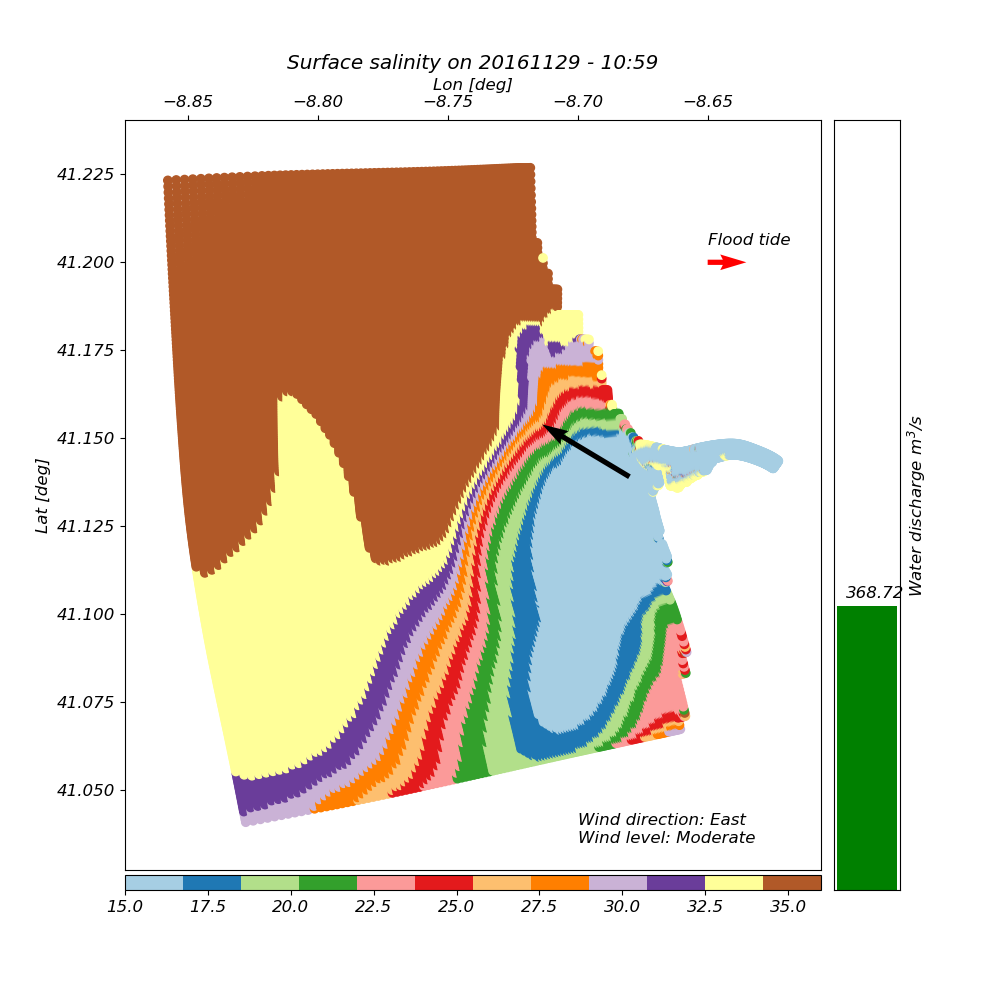 Surface salinity on 20161129 - 10:59
Lon [deg]
−8.85 −8.80 −8.75 −8.70 −8.65
41.225
41.200
41.175
41.150
41.125
41.100
41.075
41.050
Lat [deg]
Flood tide
Wind direction: East
Wind level: Moderate
368.72
Water discharge m³/s
15.0 17.5 20.0 22.5 25.0 27.5 30.0 32.5 35.0